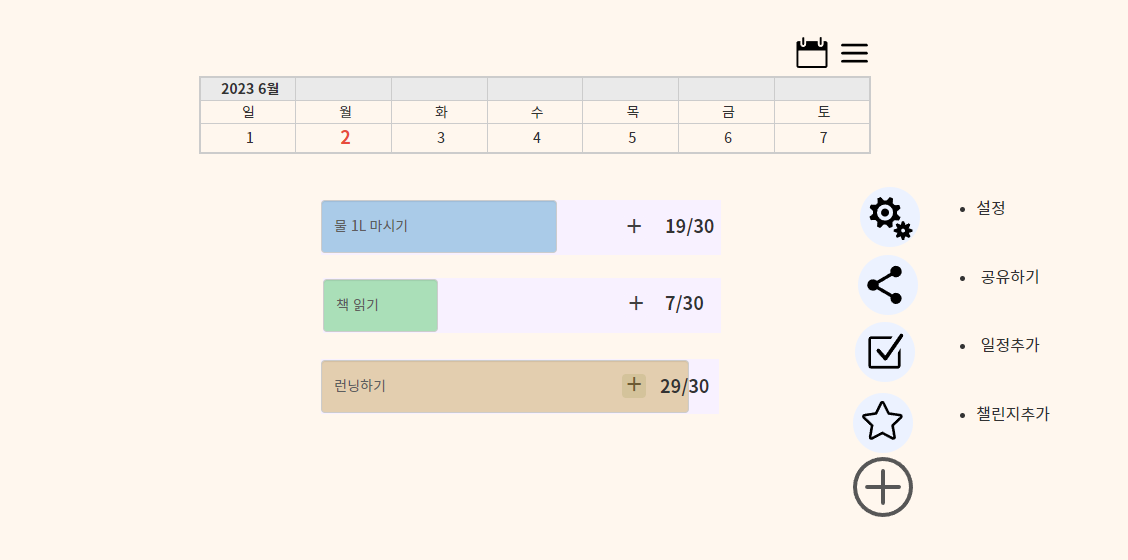 2023 6월
일 월 화 수 목 금 토
1 2 3 4 5 6 7
물 1L 마시기 + 19/30
책 읽기 + 7/30
런닝하기 + 29/30
• 설정
• 공유하기
• 일정추가
• 챌린지추가